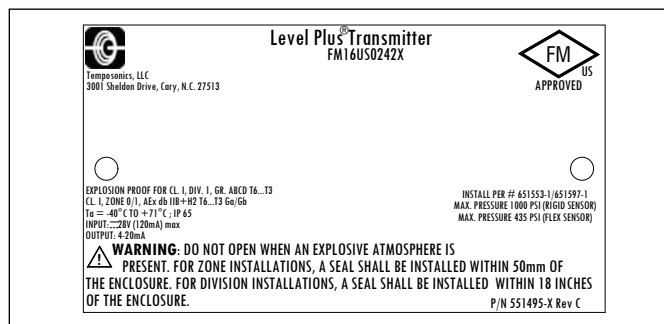 Level Plus® Transmitter
FM16US0242X
FM
US
APPROVED
Temposonics, LLC
3001 Sheldon Drive, Cary, N.C. 27513
EXPLOSION PROOF FOR CL. I, DIV. 1, GR. ABCD T6...T3
CL. I, ZONE 0/1, AEx db IIB+H2 T6...T3 Ga/Gb
Ta = -40°C TO +71°C ; IP 65
INPUT:⎓28V (120mA) max
OUTPUT: 4-20mA
INSTALL PER # 651553-1/651597-1
MAX. PRESSURE 1000 PSI (RIGID SENSOR)
MAX. PRESSURE 435 PSI (FLEX SENSOR)
WARNING: DO NOT OPEN WHEN AN EXPLOSIVE ATMOSPHERE IS
PRESENT. FOR ZONE INSTALLATIONS, A SEAL SHALL BE INSTALLED WITHIN 50mm OF
THE ENCLOSURE. FOR DIVISION INSTALLATIONS, A SEAL SHALL BE INSTALLED WITHIN 18 INCHES
OF THE ENCLOSURE.
P/N 551495-X Rev C